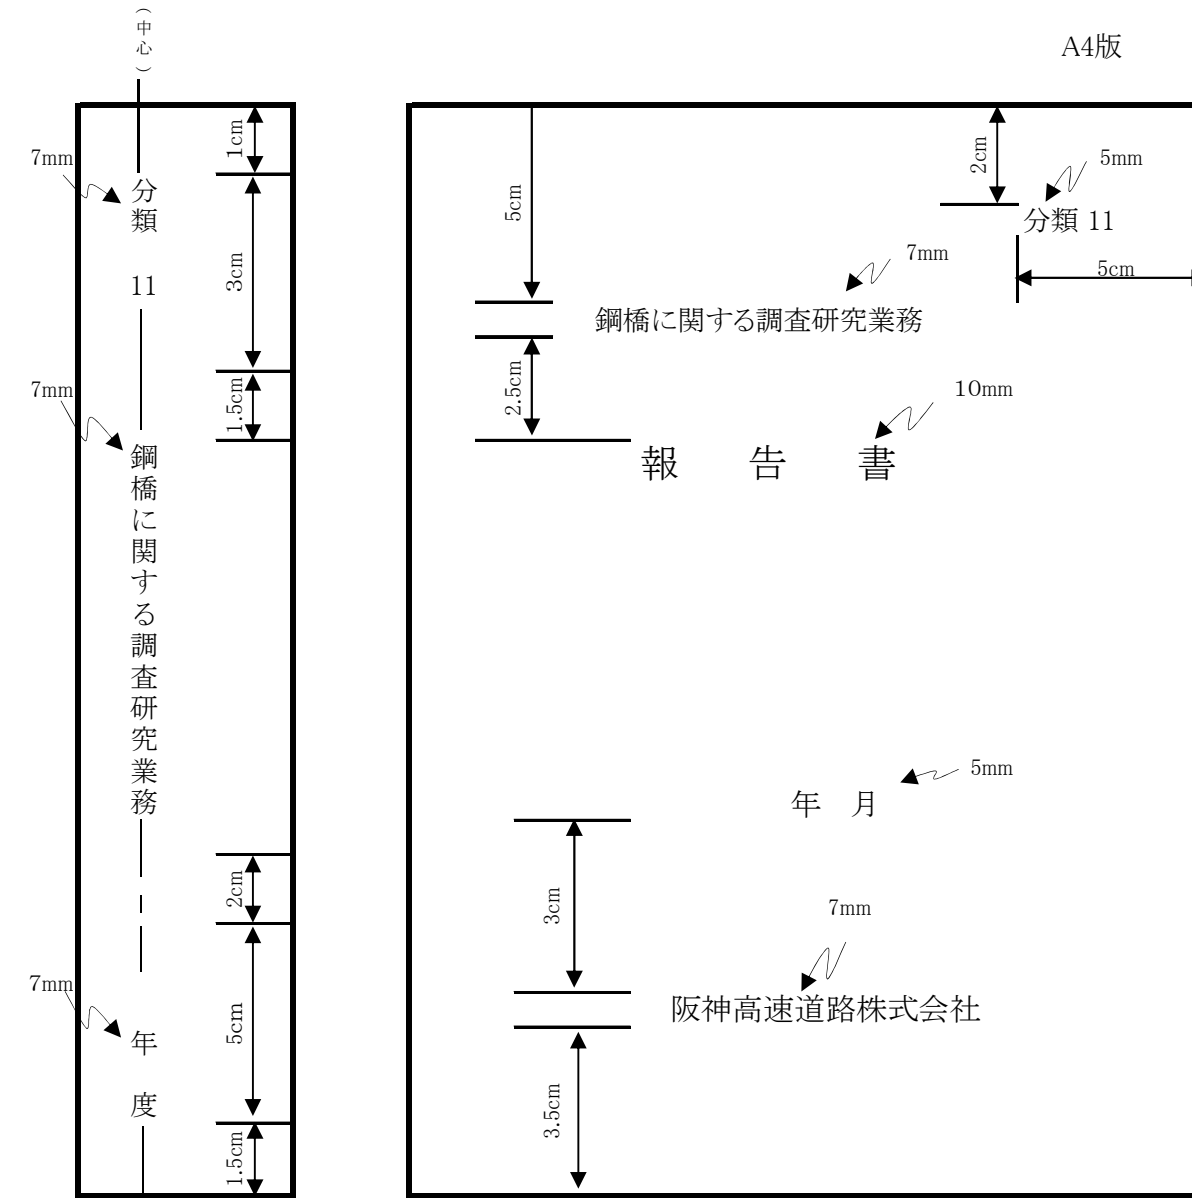 （中心）
A4版
7mm
分類　11
1cm
3cm
1.5cm
7mm
鋼橋に関する調査研究業務
2cm
5cm
1.5cm
7mm
年　度
5cm
2cm
5mm
分類 11
5cm
7mm
鋼橋に関する調査研究業務
2.5cm
10mm
報　告　書
5mm
年　月
3cm
7mm
阪神高速道路株式会社
3.5cm